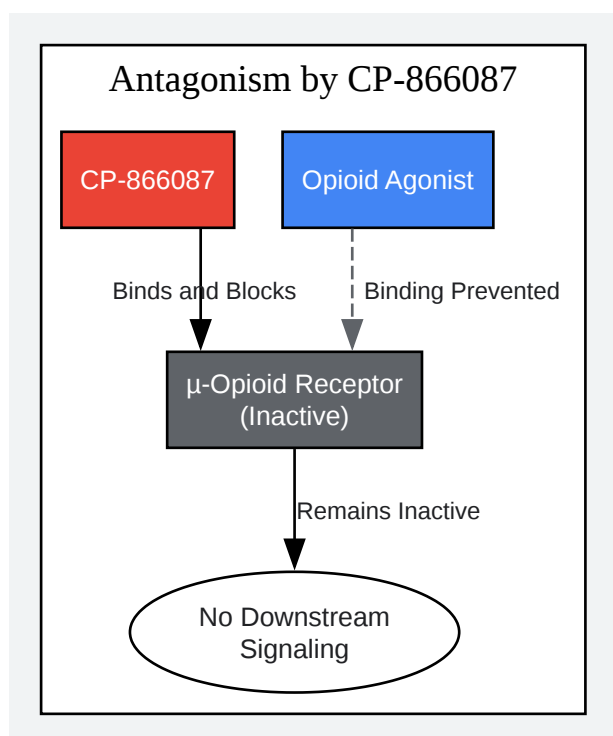 Antagonism by CP-866087
CP-866087
Opioid Agonist
Binds and Blocks
Binding Prevented
µ-Opioid Receptor
(Inactive)
Remains Inactive
No Downstream
Signaling